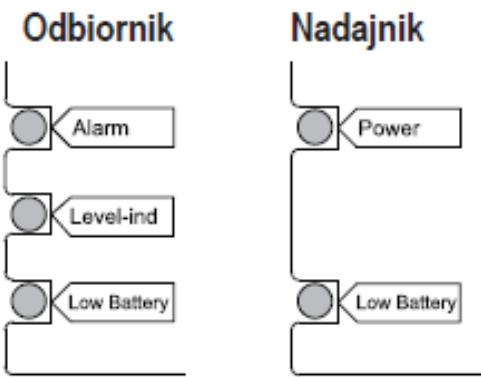 Odbiornik
Alarm
Level-ind
Low Battery
Nadajnik
Power
Low Battery